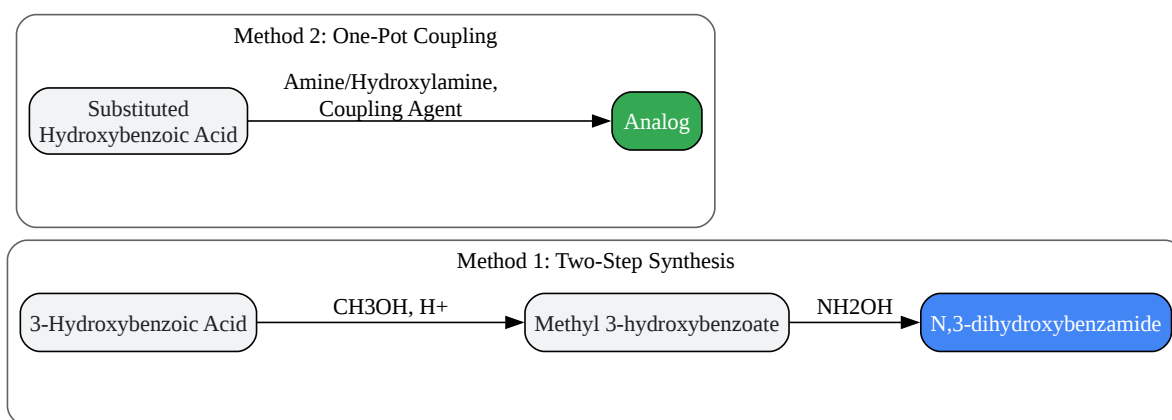 Method 2: One-Pot Coupling
Substituted
Hydroxybenzoic Acid
Amine/Hydroxylamine,
Coupling Agent
Analog
Method 1: Two-Step Synthesis
3-Hydroxybenzoic Acid
CH3OH, H+
Methyl 3-hydroxybenzoate
NH2OH
N,3-dihydroxybenzamide